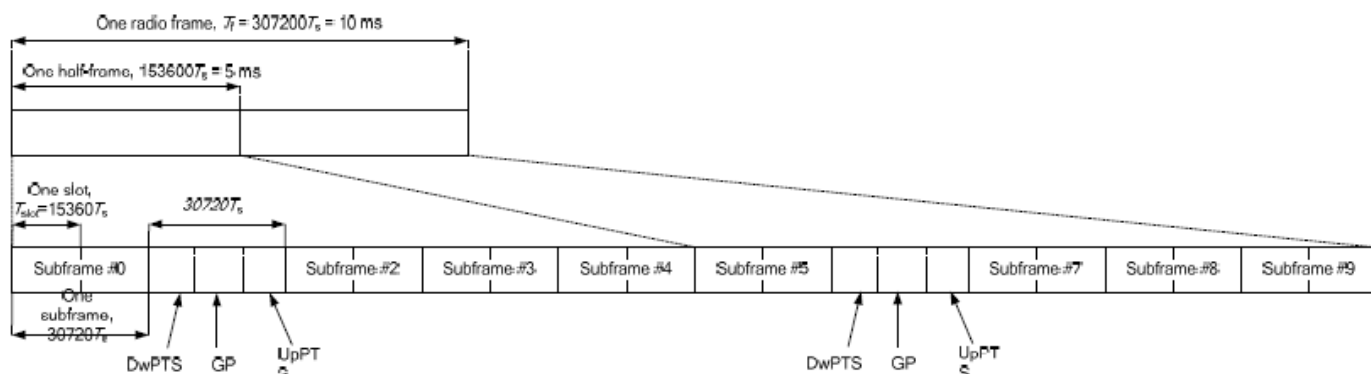 One radio frame, Tf = 307200Ts = 10 ms
One half-frame, 153600Ts = 5 ms
One slot,
Tslot=15360Ts
30720Ts
Subframe #0
Subframe #2
Subframe #3
Subframe #4
Subframe #5
Subframe #7
Subframe #8
Subframe #9
One
subframe,
30720Ts
DwPTS
GP
UpPT
S
DwPTS
GP
UpPT
S